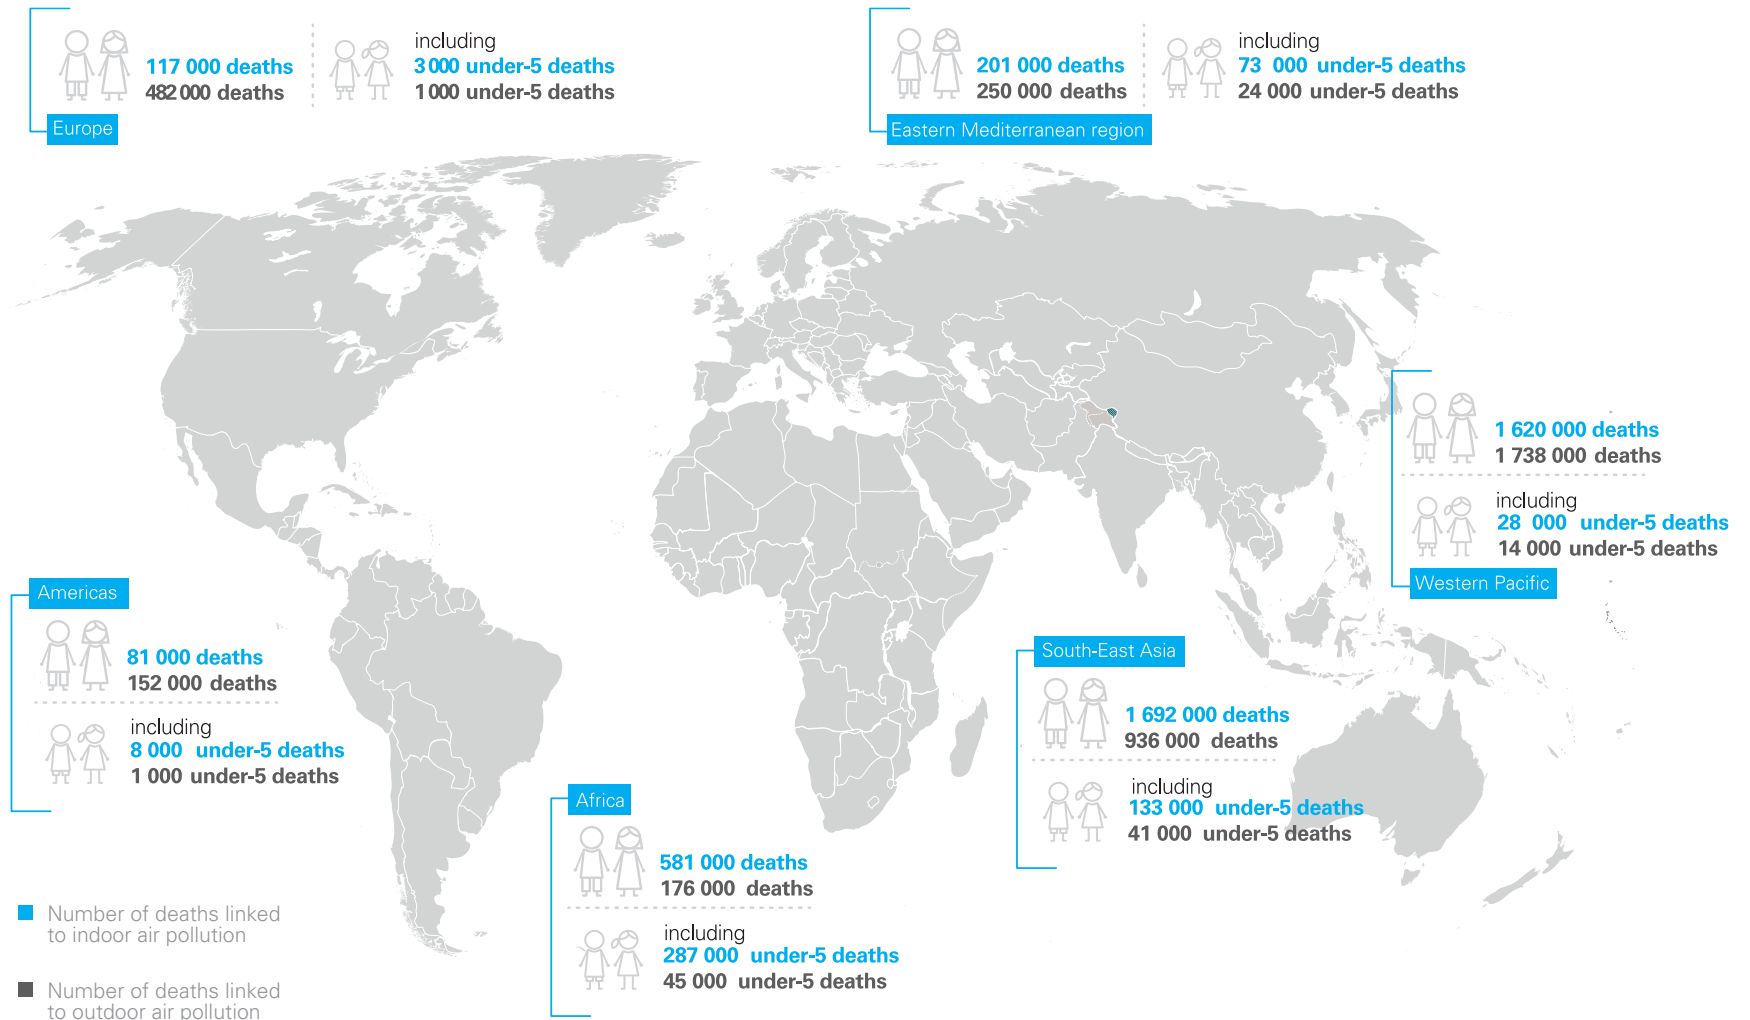 117 000 deaths
482 000 deaths
including
3 000 under-5 deaths
1 000 under-5 deaths
Europe
201 000 deaths
250 000 deaths
including
73 000 under-5 deaths
24 000 under-5 deaths
Eastern Mediterranean region
1 620 000 deaths
1 738 000 deaths
including
28 000 under-5 deaths
14 000 under-5 deaths
Western Pacific
Americas
81 000 deaths
152 000 deaths
including
8 000 under-5 deaths
1 000 under-5 deaths
South-East Asia
1 692 000 deaths
936 000 deaths
including
133 000 under-5 deaths
41 000 under-5 deaths
Africa
581 000 deaths
176 000 deaths
including
287 000 under-5 deaths
45 000 under-5 deaths
Number of deaths linked
to indoor air pollution
Number of deaths linked
to outdoor air pollution